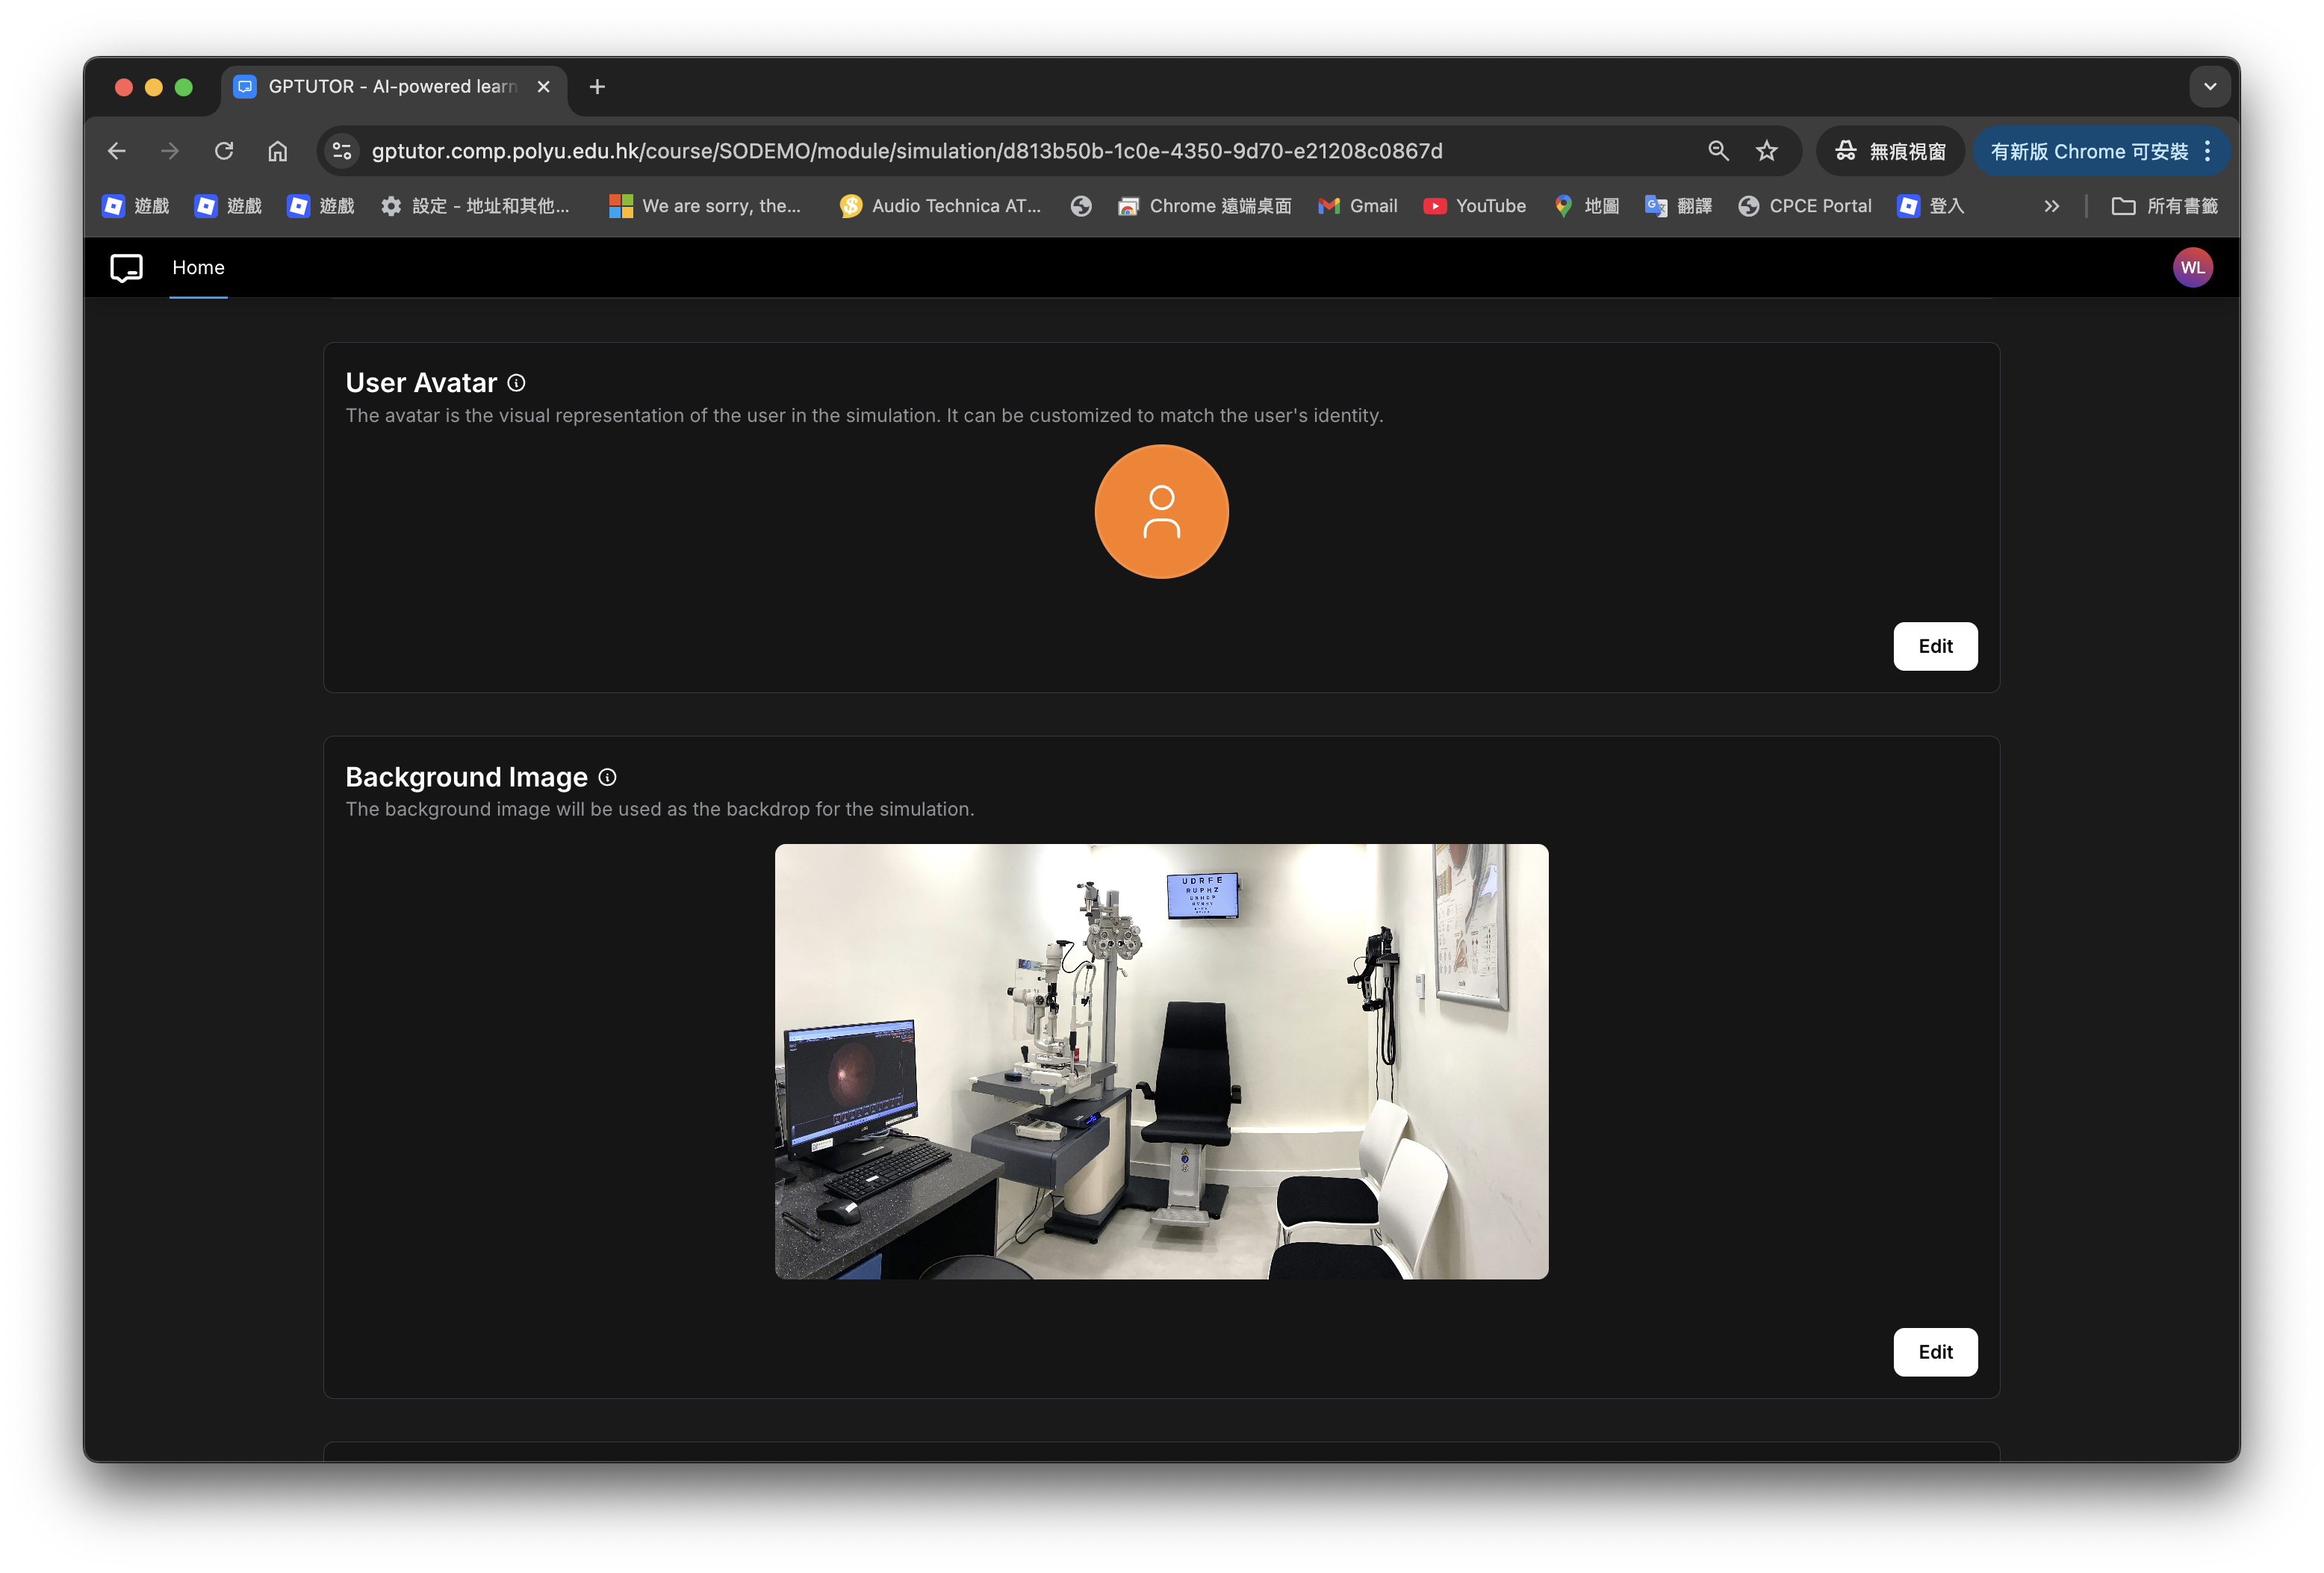 GPTUTOR - AI-powered learn
gptutor.comp.polyu.edu.hk/course/SODEMO/module/simulation/d813b50b-1c0e-4350-9d70-e21208c0867d
無痕視窗
有新版 Chrome 可安裝
遊戲
遊戲
遊戲
設定 - 地址和其他...
We are sorry, the...
Audio Technica AT...
Chrome 遠端桌面
Gmail
YouTube
地圖
翻譯
CPCE Portal
登入
所有書籤
Home
WL
User Avatar
The avatar is the visual representation of the user in the simulation. It can be customized to match the user's identity.
Edit
Background Image
The background image will be used as the backdrop for the simulation.
U D R F E
R U P H Z
Edit